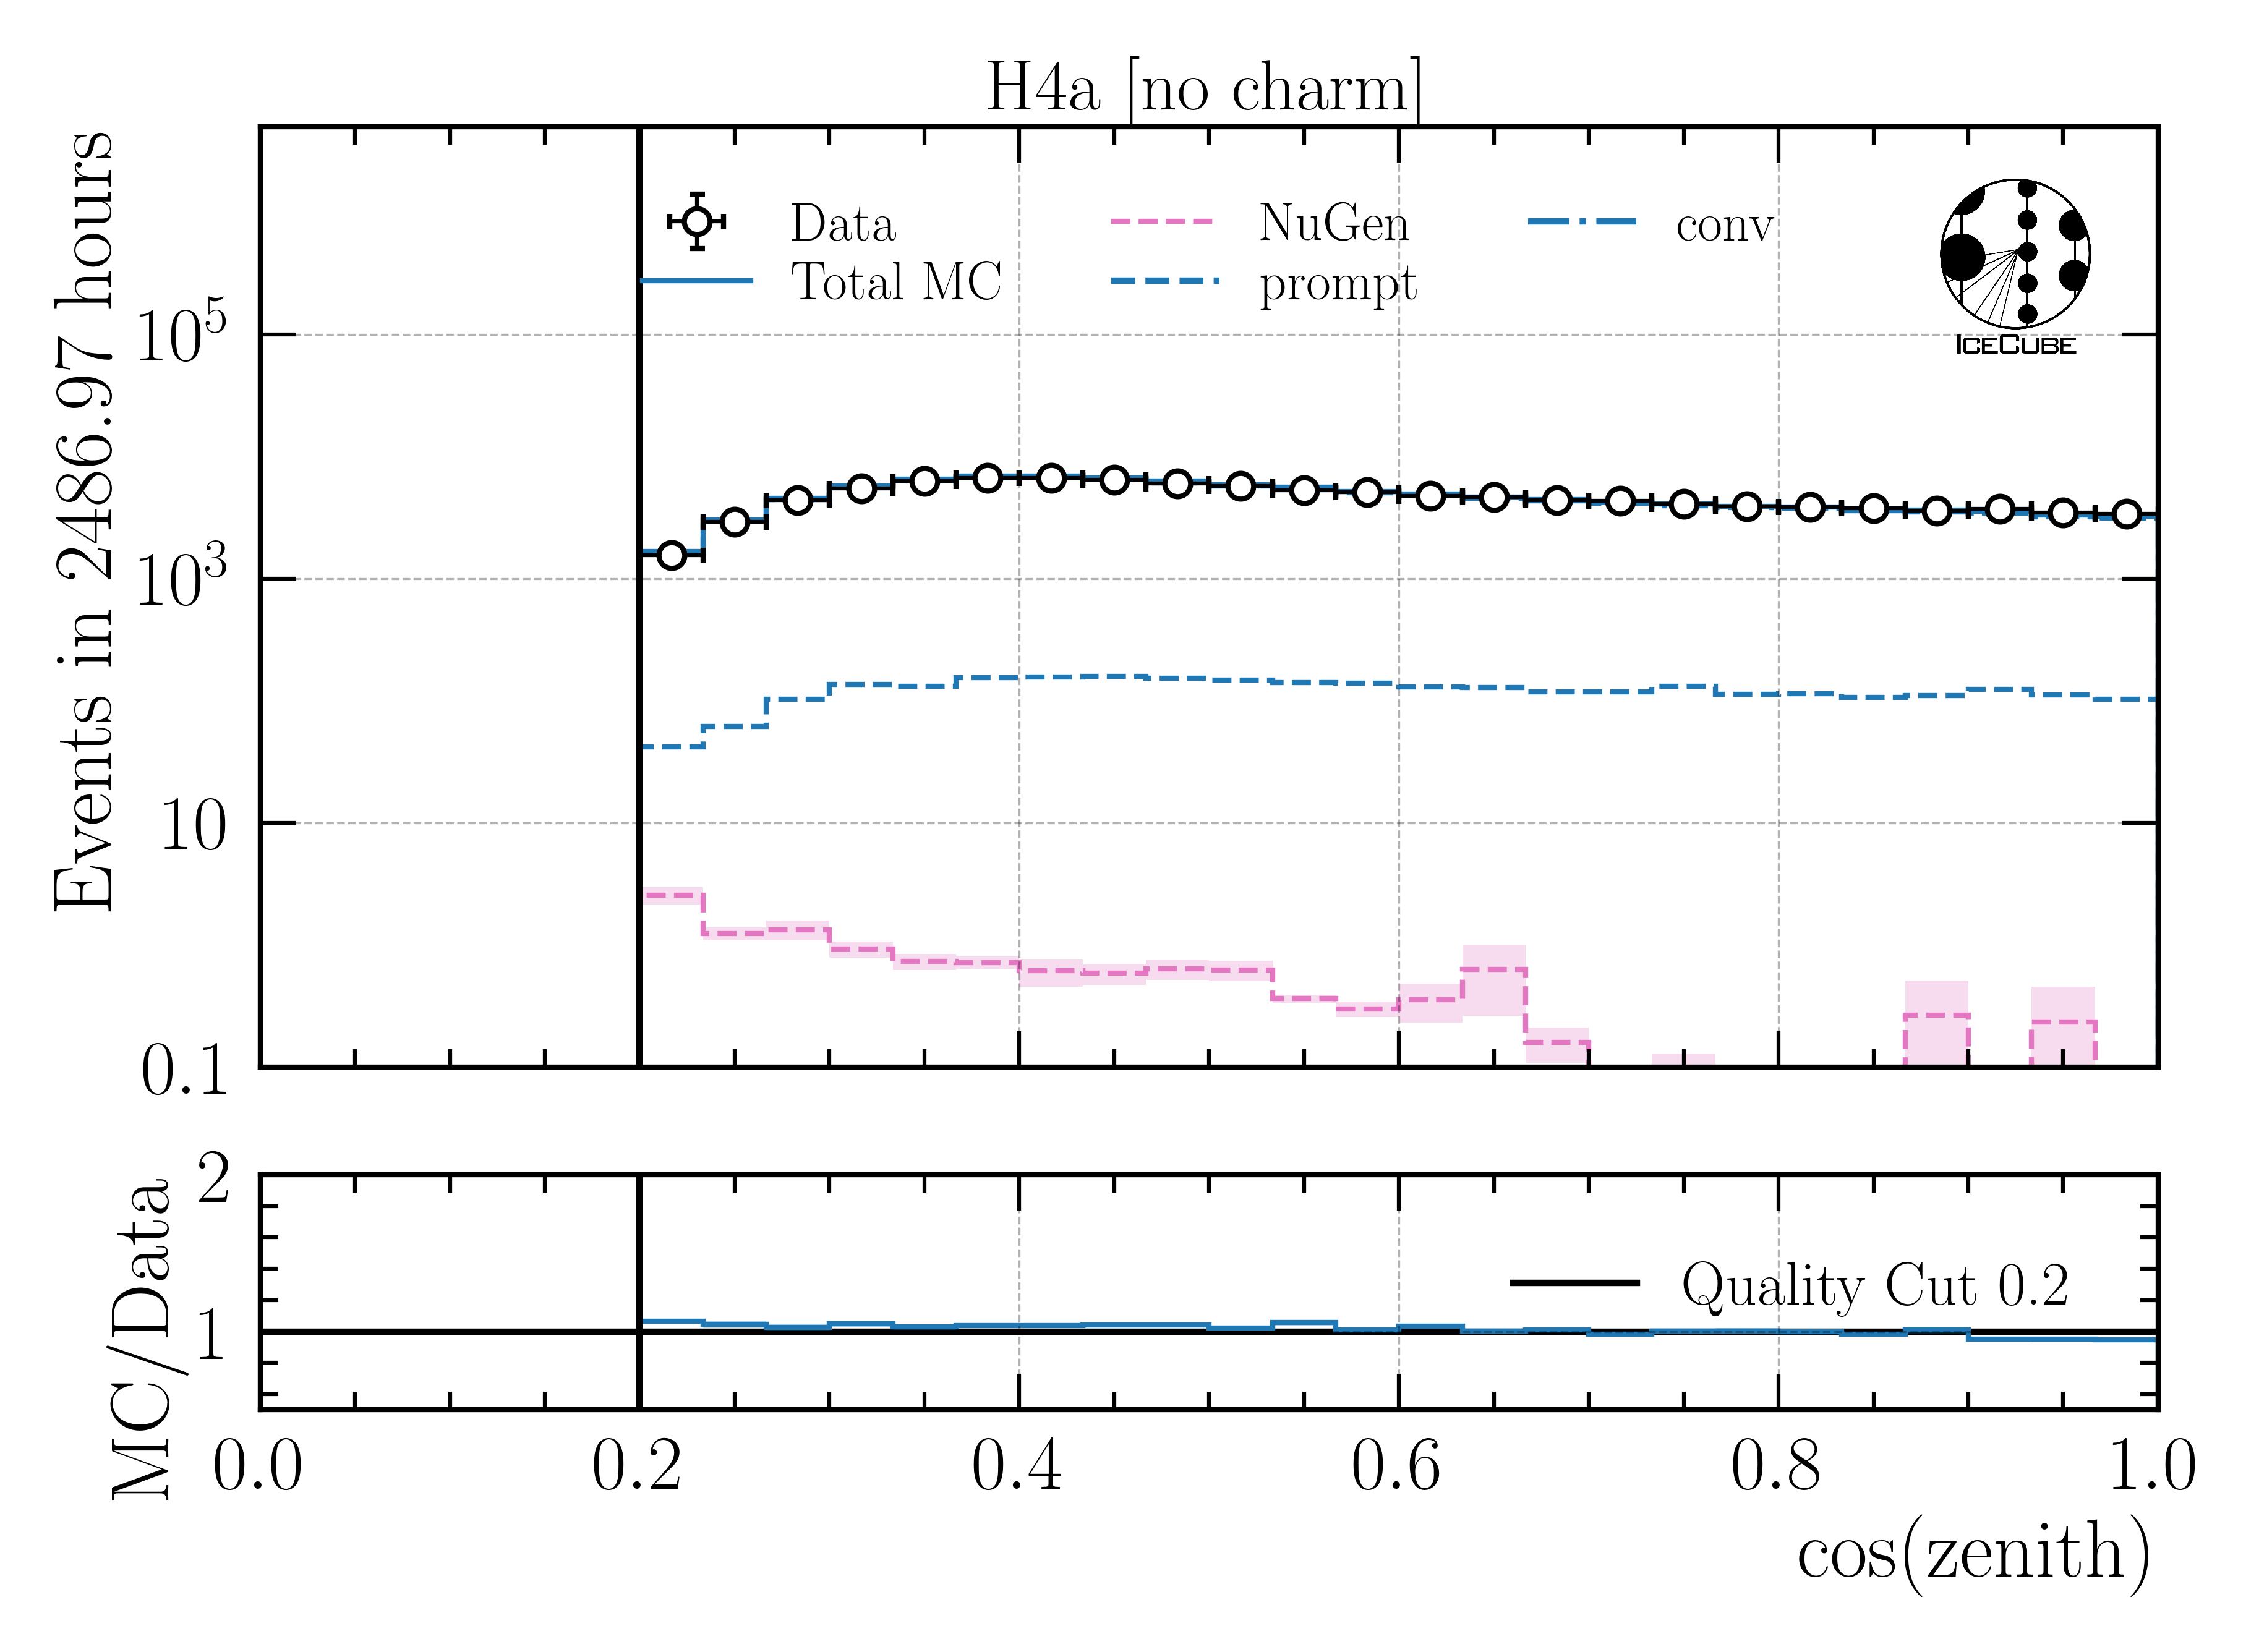 H4a [no charm]
Events in 2486.97 hours
Data
Total MC
NuGen
prompt
conv
ICECUBE
10^5
10^3
10
0.1
MC/Data
2
1
Quality Cut 0.2
0.0 0.2 0.4 0.6 0.8 1.0
cos(zenith)